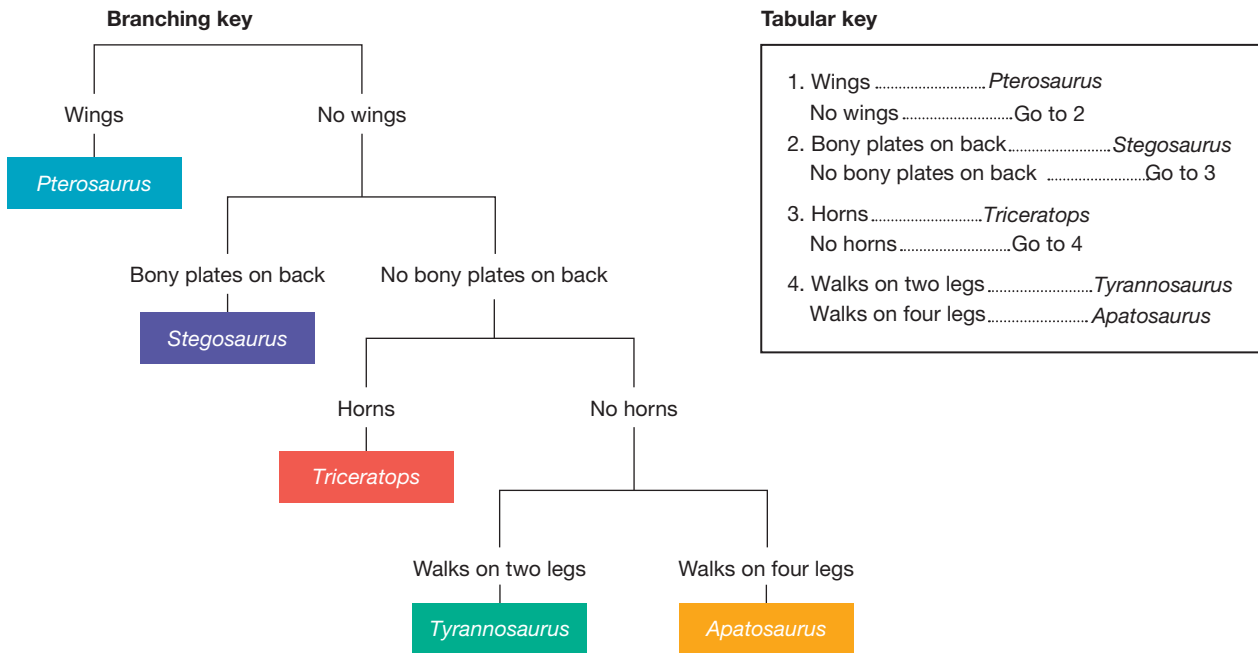 Branching key
Wings
No wings
Pterosaurus
Bony plates on back
No bony plates on back
Stegosaurus
Horns
No horns
Triceratops
Walks on two legs
Walks on four legs
Tyrannosaurus
Apatosaurus
Tabular key
1. Wings ........................ Pterosaurus
No wings ........................ Go to 2
2. Bony plates on back ........................ Stegosaurus
No bony plates on back ........................ Go to 3
3. Horns ........................ Triceratops
No horns ........................ Go to 4
4. Walks on two legs ........................ Tyrannosaurus
Walks on four legs ........................ Apatosaurus